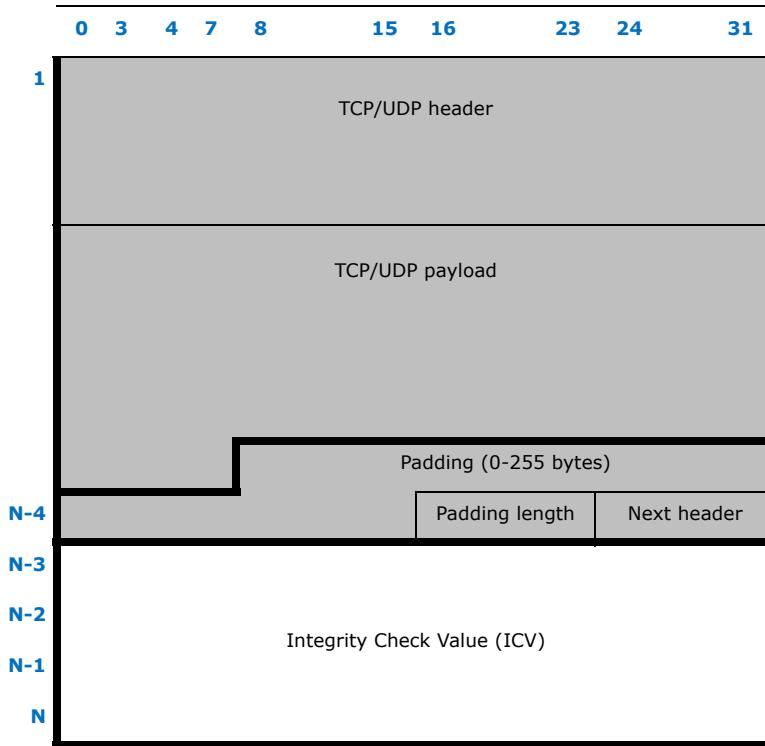 0 3 4 7 8 15 16 23 24 31
1
TCP/UDP header
TCP/UDP payload
Padding (0-255 bytes)
N-4 Padding length Next header
N-3
N-2
Integrity Check Value (ICV)
N-1
N